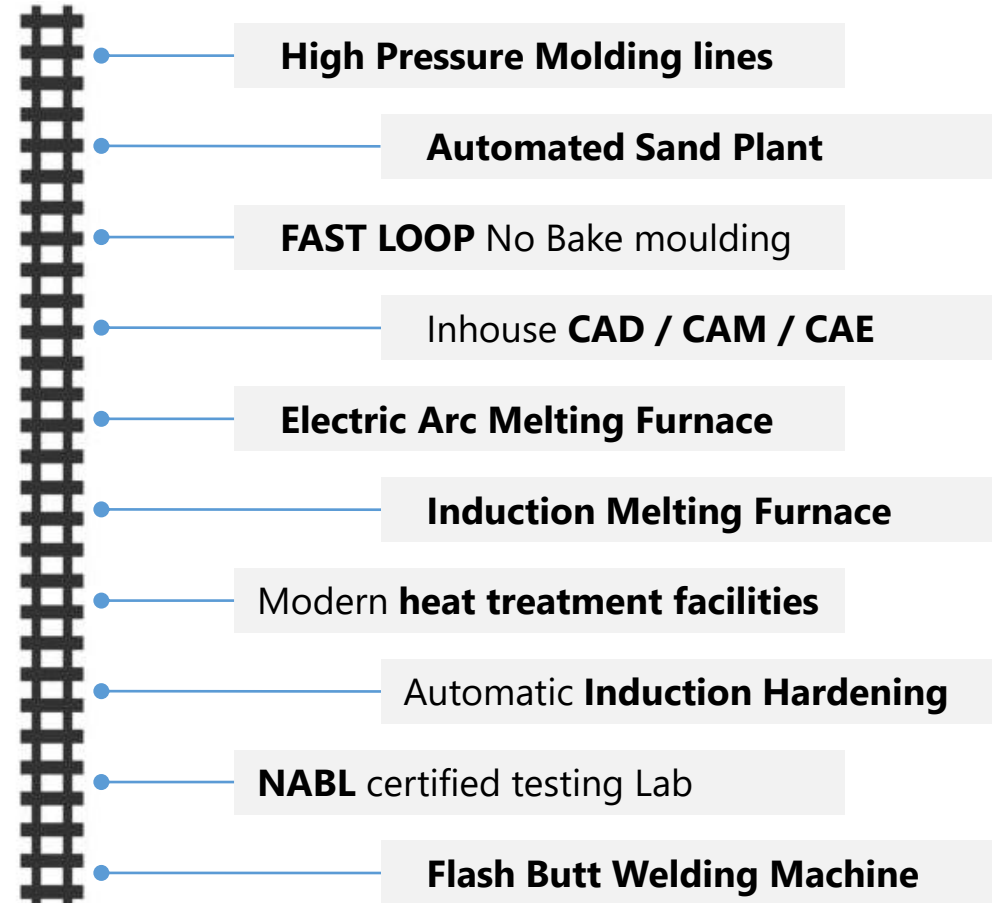 High Pressure Molding lines
Automated Sand Plant
FAST LOOP No Bake moulding
Inhouse CAD / CAM / CAE
Electric Arc Melting Furnace
Induction Melting Furnace
Modern heat treatment facilities
Automatic Induction Hardening
NABL certified testing Lab
Flash Butt Welding Machine